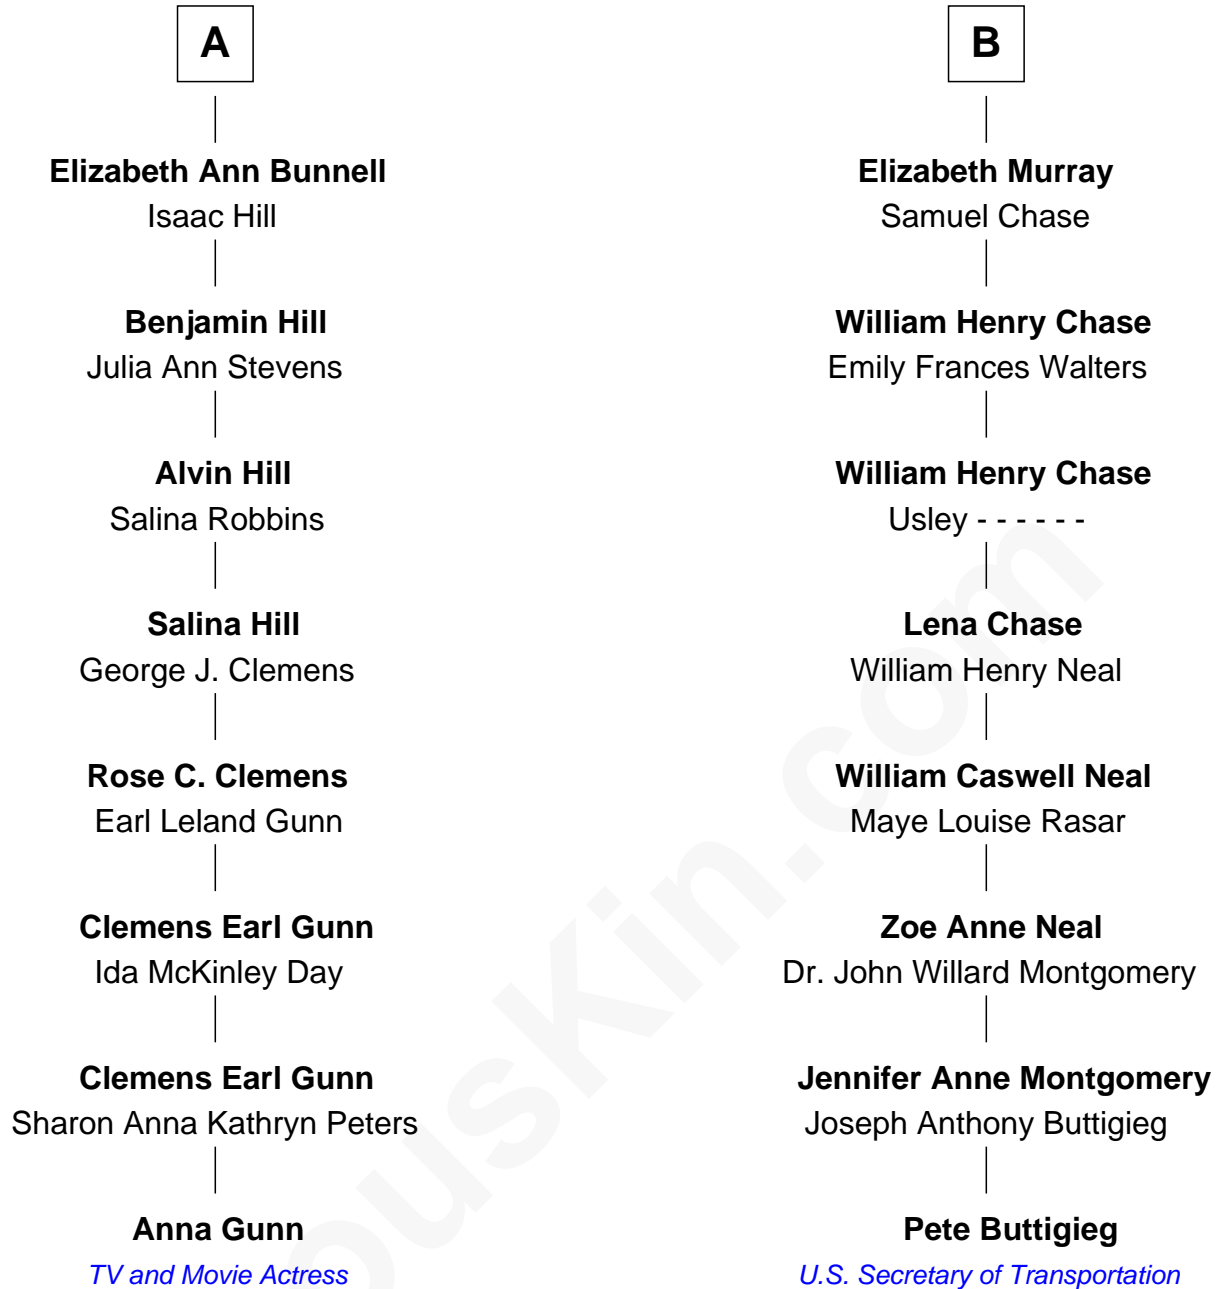 A
B
Elizabeth Ann Bunnell
Isaac Hill
Elizabeth Murray
Samuel Chase
Benjamin Hill
Julia Ann Stevens
William Henry Chase
Emily Frances Walters
Alvin Hill
Salina Robbins
William Henry Chase
Usley - - - - - -
Salina Hill
George J. Clemens
Lena Chase
William Henry Neal
Rose C. Clemens
Earl Leland Gunn
William Caswell Neal
Maye Louise Rasar
Clemens Earl Gunn
Ida McKinley Day
Zoe Anne Neal
Dr. John Willard Montgomery
Clemens Earl Gunn
Sharon Anna Kathryn Peters
Jennifer Anne Montgomery
Joseph Anthony Buttigieg
Anna Gunn
TV and Movie Actress
Pete Buttigieg
U.S. Secretary of Transportation
ousKin.com